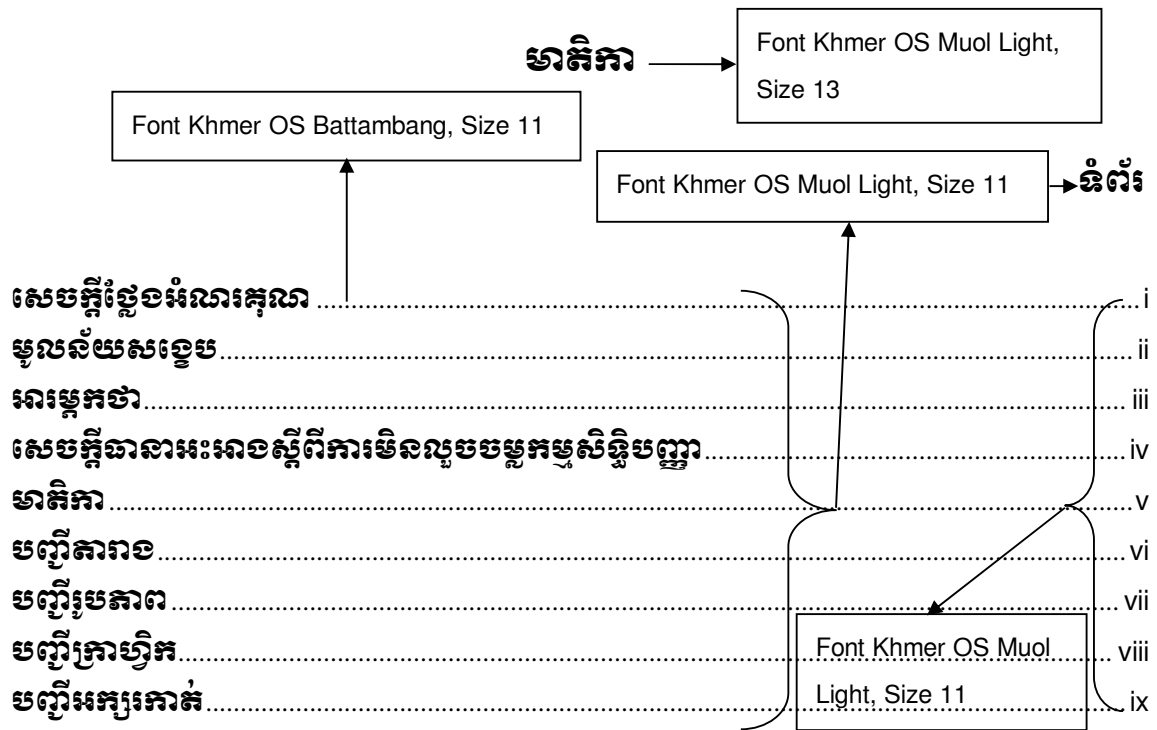 មាតិកា
Font Khmer OS Muol Light,
Size 13
Font Khmer OS Battambang, Size 11
Font Khmer OS Muol Light, Size 11
ទំព័រ
សេចក្តីថ្លែងអំណរគុណ ........................................ i
មូលន័យសង្ខេប........................................ ii
អារម្ភកថា........................................ iii
សេចក្តីធានាអះអាងស្តីពីការមិនលួចចម្លកម្មសិទ្ធិបញ្ញា........................................ iv
មាតិកា........................................ v
បញ្ជីតារាង........................................ vi
បញ្ជីរូបភាព........................................ vii
បញ្ជីក្រាហ្វិក........................................ viii
បញ្ជីអក្សរកាត់........................................ ix
Font Khmer OS Muol
Light, Size 11